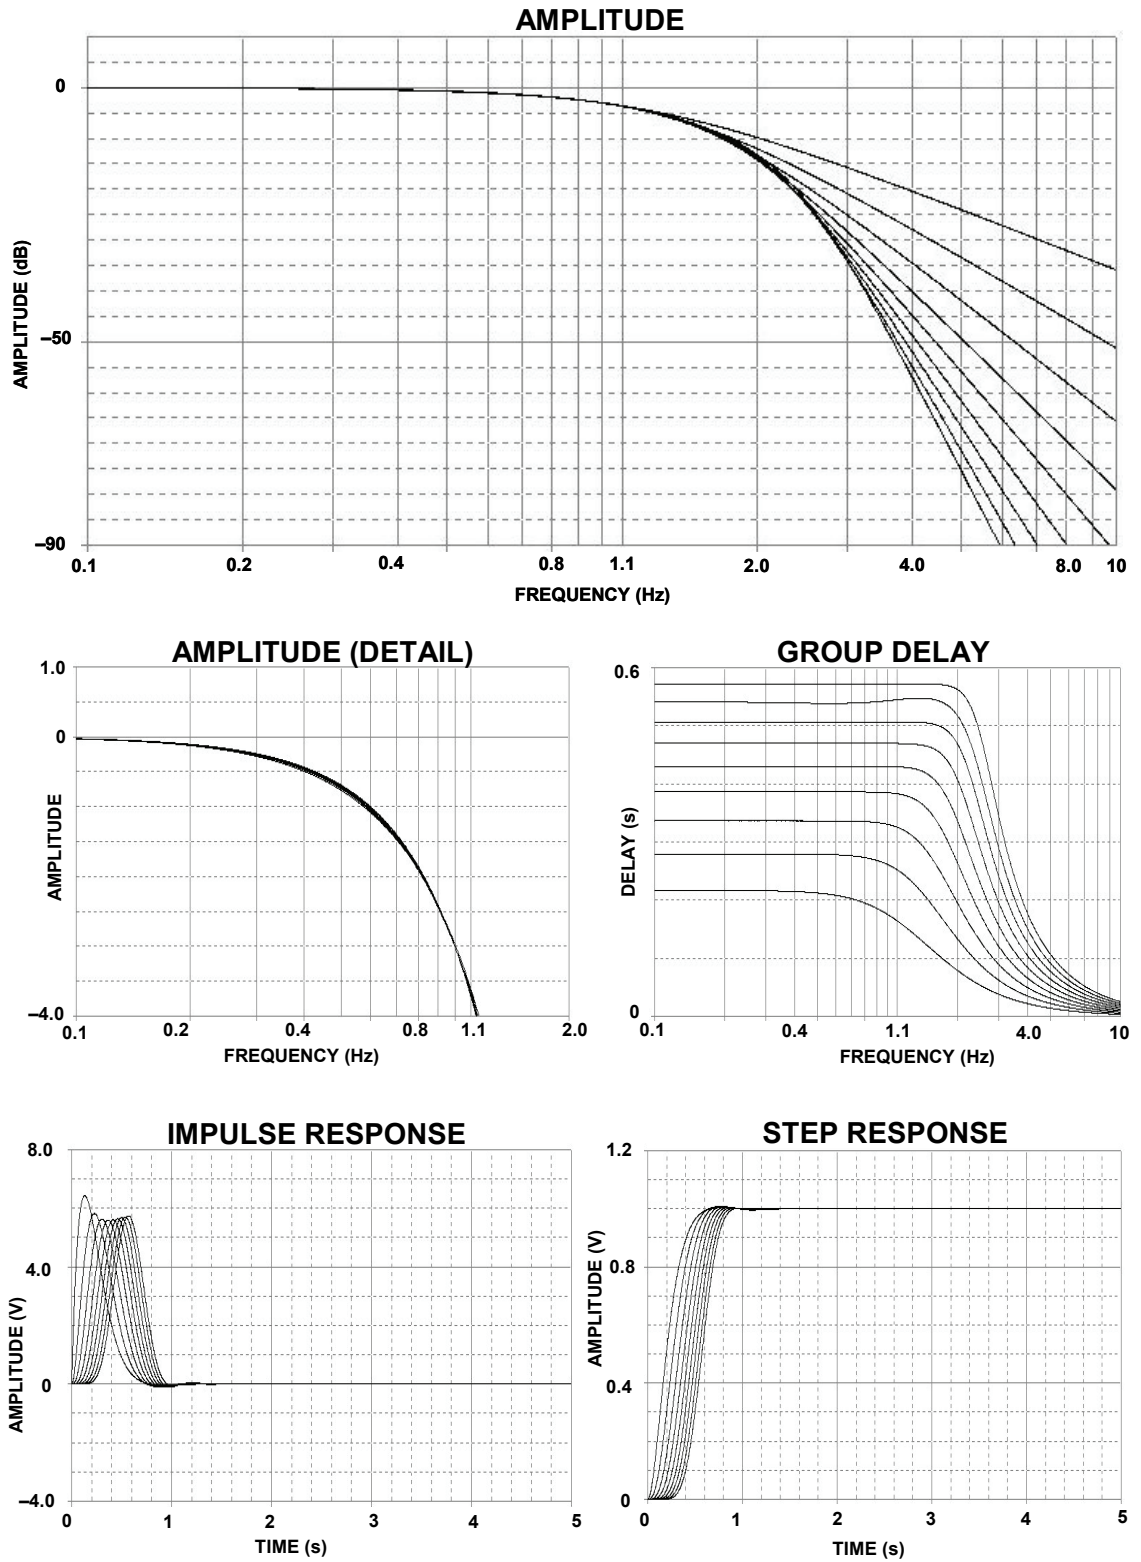 AMPLITUDE
0
–50
–90
AMPLITUDE (dB)
0.1 0.2 0.4 0.8 1.1 2.0 4.0 8.0 10
FREQUENCY (Hz)
AMPLITUDE (DETAIL)
1.0
0
–4.0
AMPLITUDE
0.1 0.2 0.4 0.8 1.1 2.0
FREQUENCY (Hz)
GROUP DELAY
0.6
0
DELAY (s)
0.1 0.4 1.1 4.0 10
FREQUENCY (Hz)
IMPULSE RESPONSE
8.0
4.0
0
–4.0
AMPLITUDE (V)
0 1 2 3 4 5
TIME (s)
STEP RESPONSE
1.2
0.8
0.4
0
AMPLITUDE (V)
0 1 2 3 4 5
TIME (s)